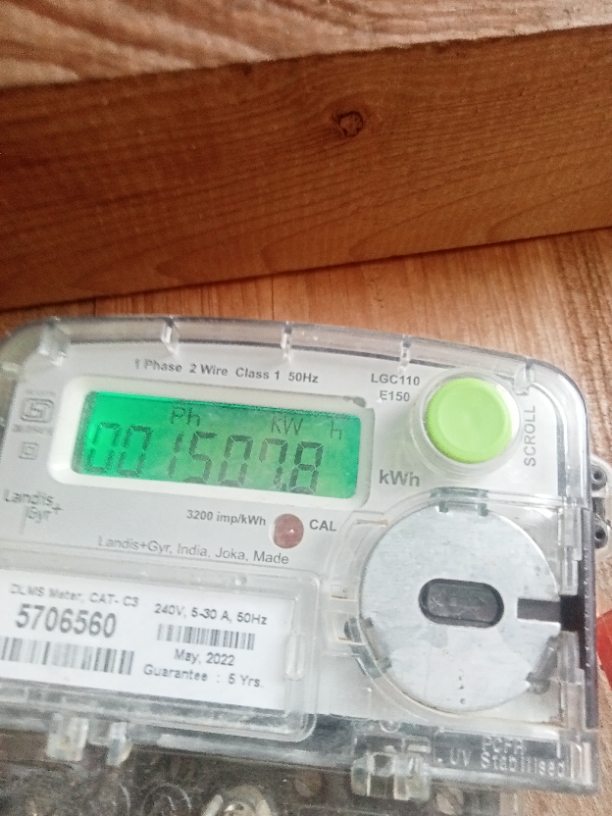 1 Phase 2 Wire Class 1 50Hz
LGC110
E150
Ph kW h
001507.8
kWh
SCROLL
Landis
Gyr+
3200 imp/kWh
CAL
Landis+Gyr, India, Joka, Made
DLMS Meter, CAT- C3
5706560
240V, 5-30 A, 50Hz
May, 2022
Guarantee : 5 Yrs.
UV Stabilised